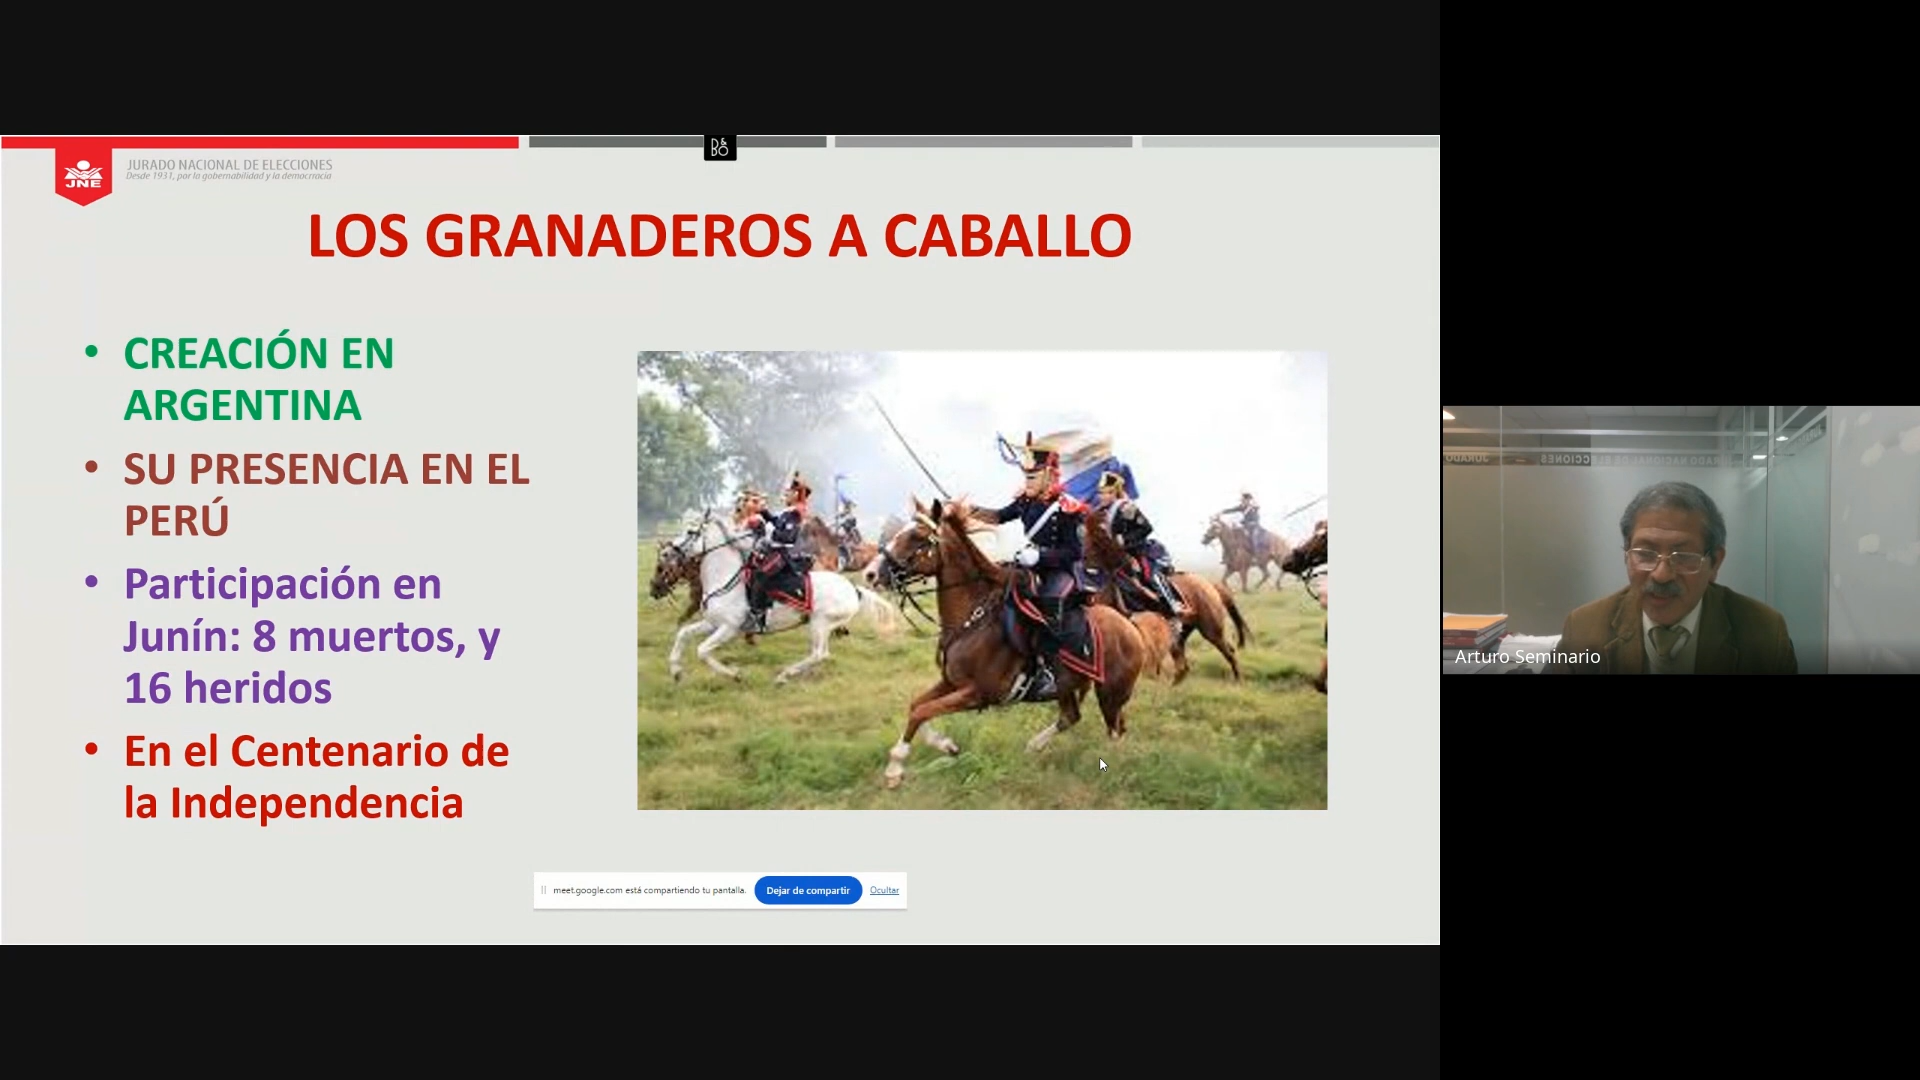 JURADO NACIONAL DE ELECCIONES
Desde 1931, por la gobernabilidad y la democracia
JNE
B&O
LOS GRANADEROS A CABALLO
• CREACIÓN EN
ARGENTINA
• SU PRESENCIA EN EL
PERÚ
• Participación en
Junín: 8 muertos, y
16 heridos
• En el Centenario de
la Independencia
meet.google.com está compartiendo tu pantalla.
Dejar de compartir
Ocultar
Arturo Seminario